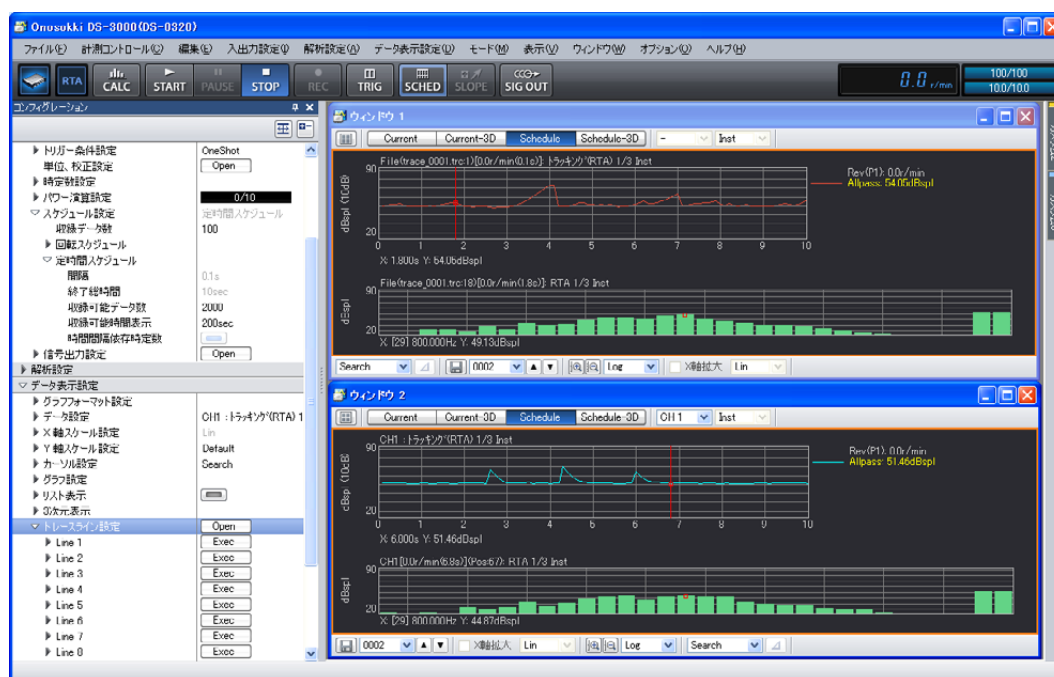 Onosokki DS-3000(DS-0320)
ファイル(F) 計測コントロール(C) 編集(E) 入出力設定(I) 解析設定(A) データ表示設定(D) モード(M) 表示(V) ウィンドウ(W) オプション(O) ヘルプ(H)
RTA CALC START PAUSE STOP REC TRIG SCHED SLOPE SIG OUT 0.0 r/min 100/100
10.0/10.0
コンフィグレーション
トリガー条件設定 OneShot
単位、校正設定 Open
時定数設定
パワー演算設定 0/10
スケジュール設定 定時間スケジュール
収録データ数 100
回転スケジュール
定時間スケジュール
間隔 0.1s
終了総時間 10sec
収録可能データ数 2000
収録可能時間表示 200sec
時間間隔依存時定数
信号出力設定 Open
解析設定
データ表示設定
グラフフォーマット設定
データ設定 CH1 : トラッキング(RTA) 1
X 軸スケール設定 Lin
Y 軸スケール設定 Default
カーソル設定 Search
グラフ設定
リスト表示
3次元表示
トレースライン設定 Open
Line 1 Exec
Line 2 Exec
Line 3 Exec
Line 4 Exec
Line 5 Exec
Line 6 Exec
Line 7 Exec
Line 8 Exec
ウィンドウ 1
Current Current-3D Schedule Schedule-3D - Inst
File(trace_0001.trc:1)[0.0r/min(0.1s)]: トラッキング(RTA) 1/3 Inst
90
dBspl (10dB)
20
Rev(P1): 0.0r/min
Allpass: 54.05dBspl
0 1 2 3 4 5 6 7 8 9 10
X: 1.800s Y: 54.05dBspl
File(trace_0001.trc:18)[0.0r/min(1.8s)]: RTA 1/3 Inst
90
dBspl
20
X: [29] 800.000Hz Y: 49.13dBspl
Search 0002 Log X軸拡大 Lin
ウィンドウ 2
Current Current-3D Schedule Schedule-3D CH 1 Inst
CH1 : トラッキング(RTA) 1/3 Inst
90
dBspl (10dB)
20
Rev(P1): 0.0r/min
Allpass: 51.46dBspl
0 1 2 3 4 5 6 7 8 9 10
X: 6.800s Y: 51.46dBspl
CH1[0.0r/min(6.8s)](Pos:67): RTA 1/3 Inst
90
dBspl
20
X: [29] 800.000Hz Y: 44.87dBspl
0002 X軸拡大 Lin Log Search